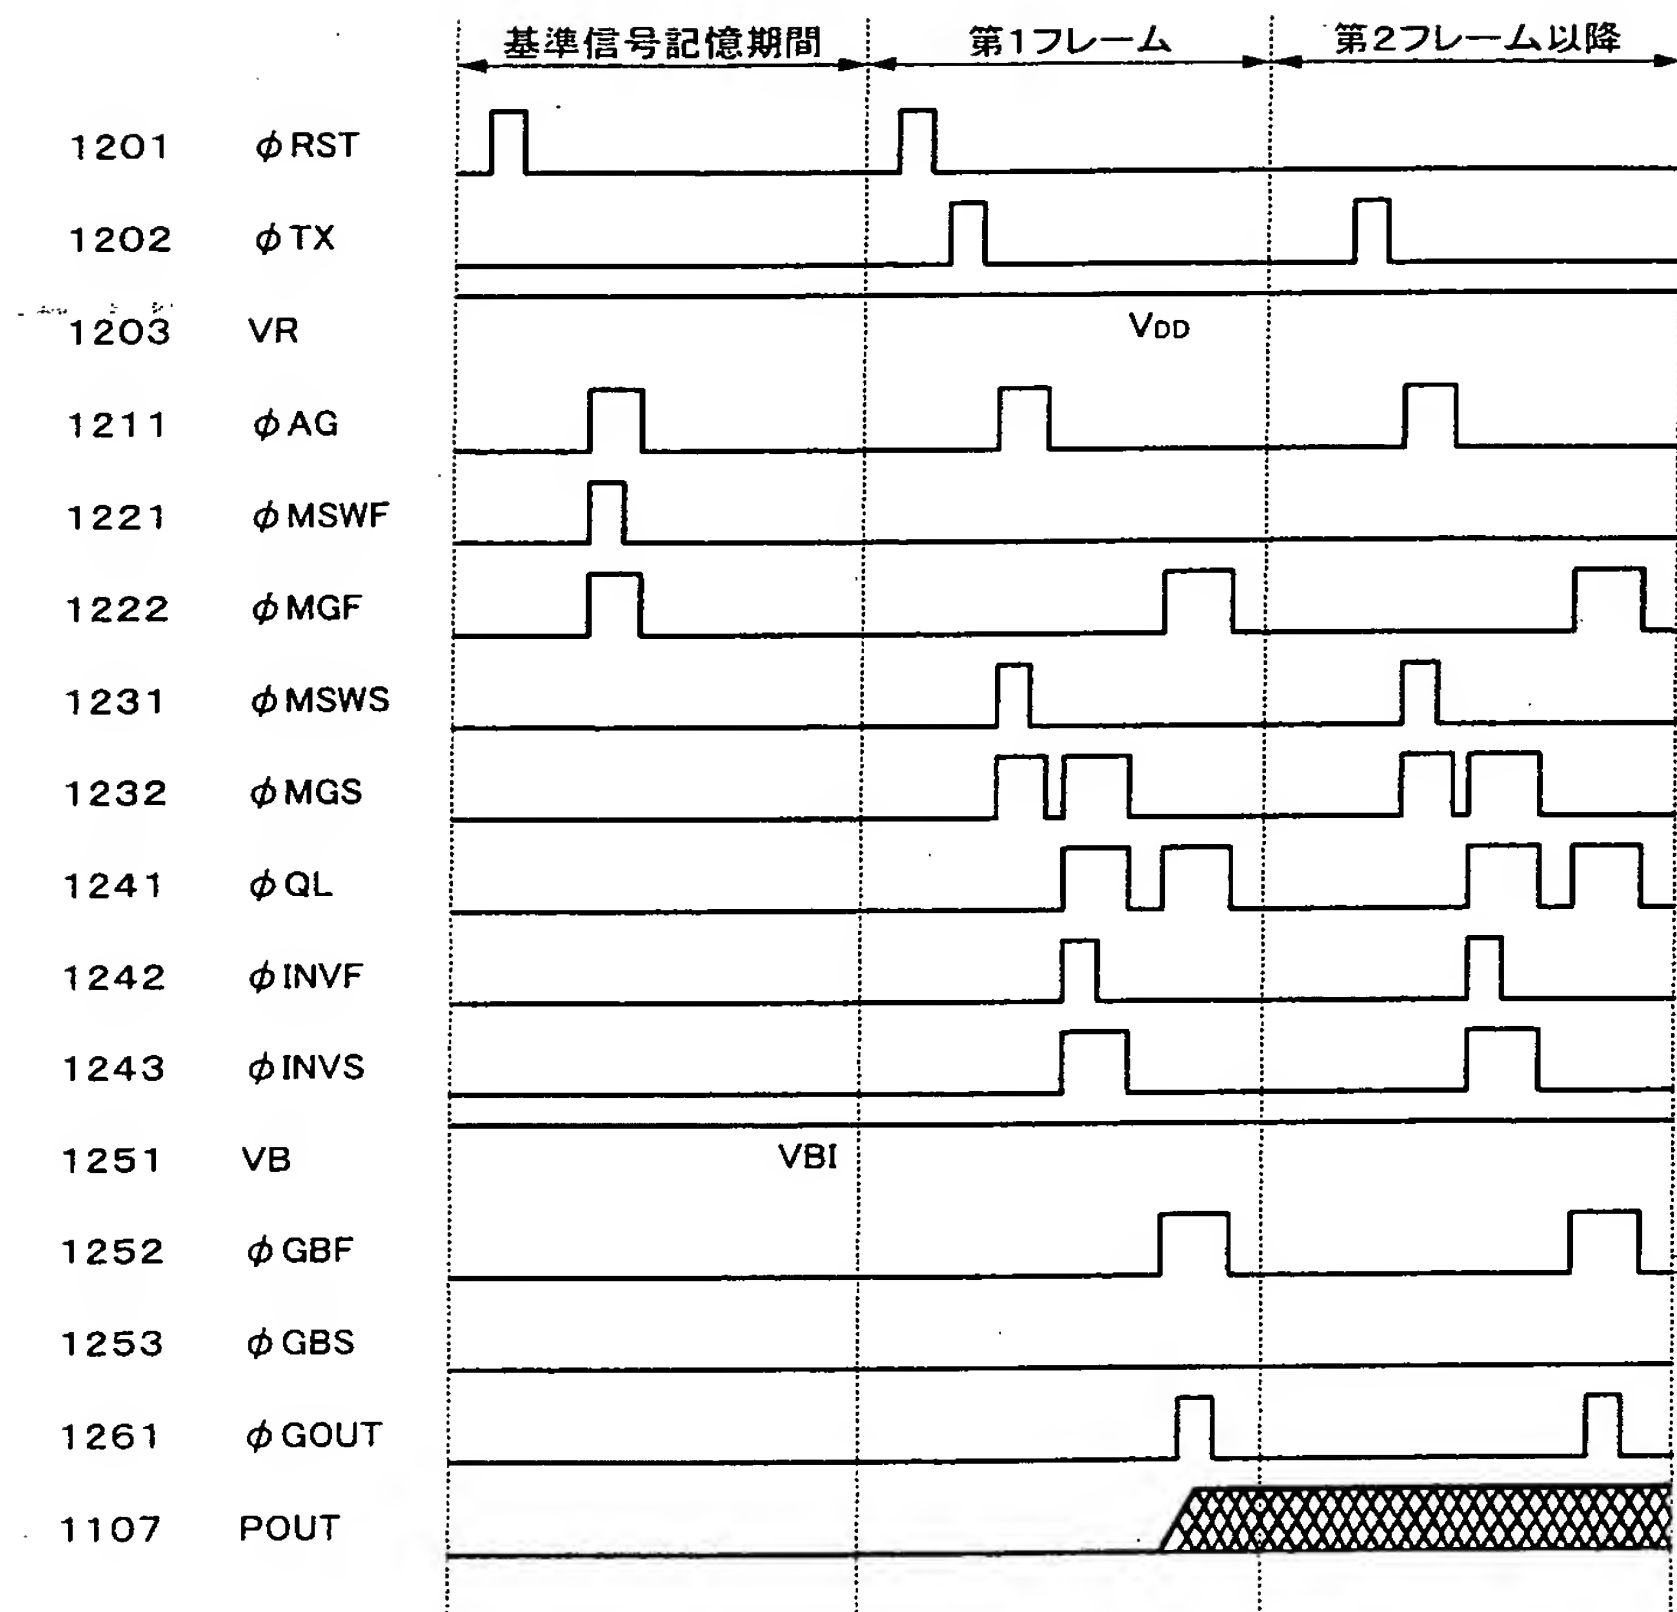 基準信号記憶期間 第1フレーム 第2フレーム以降
1201 φRST
1202 φTX
1203 VR VDD
1211 φAG
1221 φMSWF
1222 φMGF
1231 φMSWS
1232 φMGS
1241 φQL
1242 φINVF
1243 φINVS
1251 VB VBI
1252 φGBF
1253 φGBS
1261 φGOUT
1107 POUT